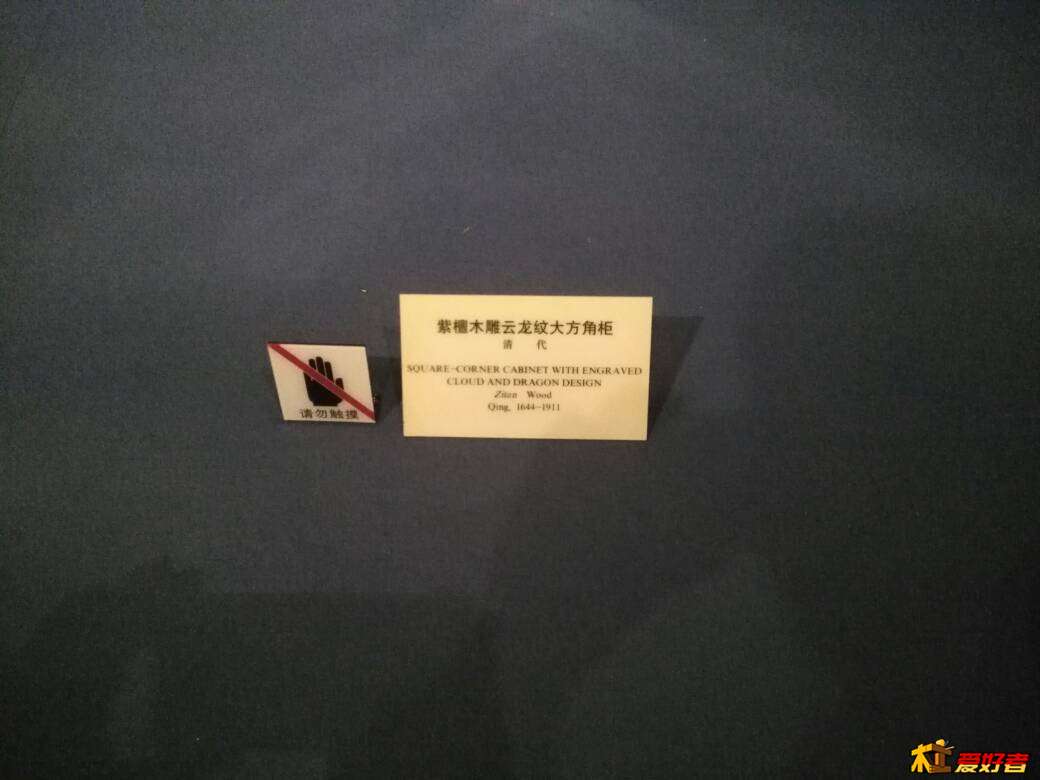 紫檀木雕云龙纹大方角柜
清 代
SQUARE-CORNER CABINET WITH ENGRAVED
CLOUD AND DRAGON DESIGN
Zitan Wood
Qing, 1644-1911
请勿触摸
爱好者